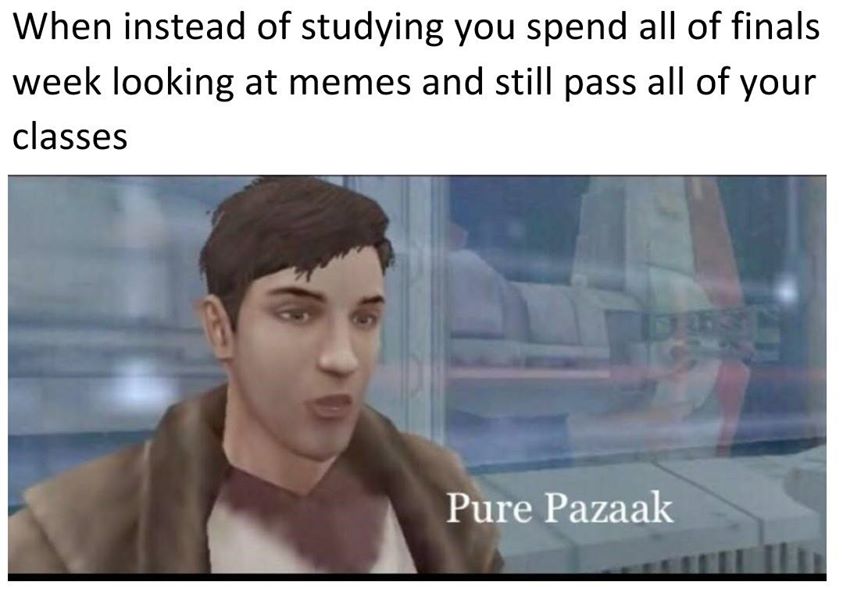 When instead of studying you spend all of finals
week looking at memes and still pass all of your
classes
Pure Pazaak